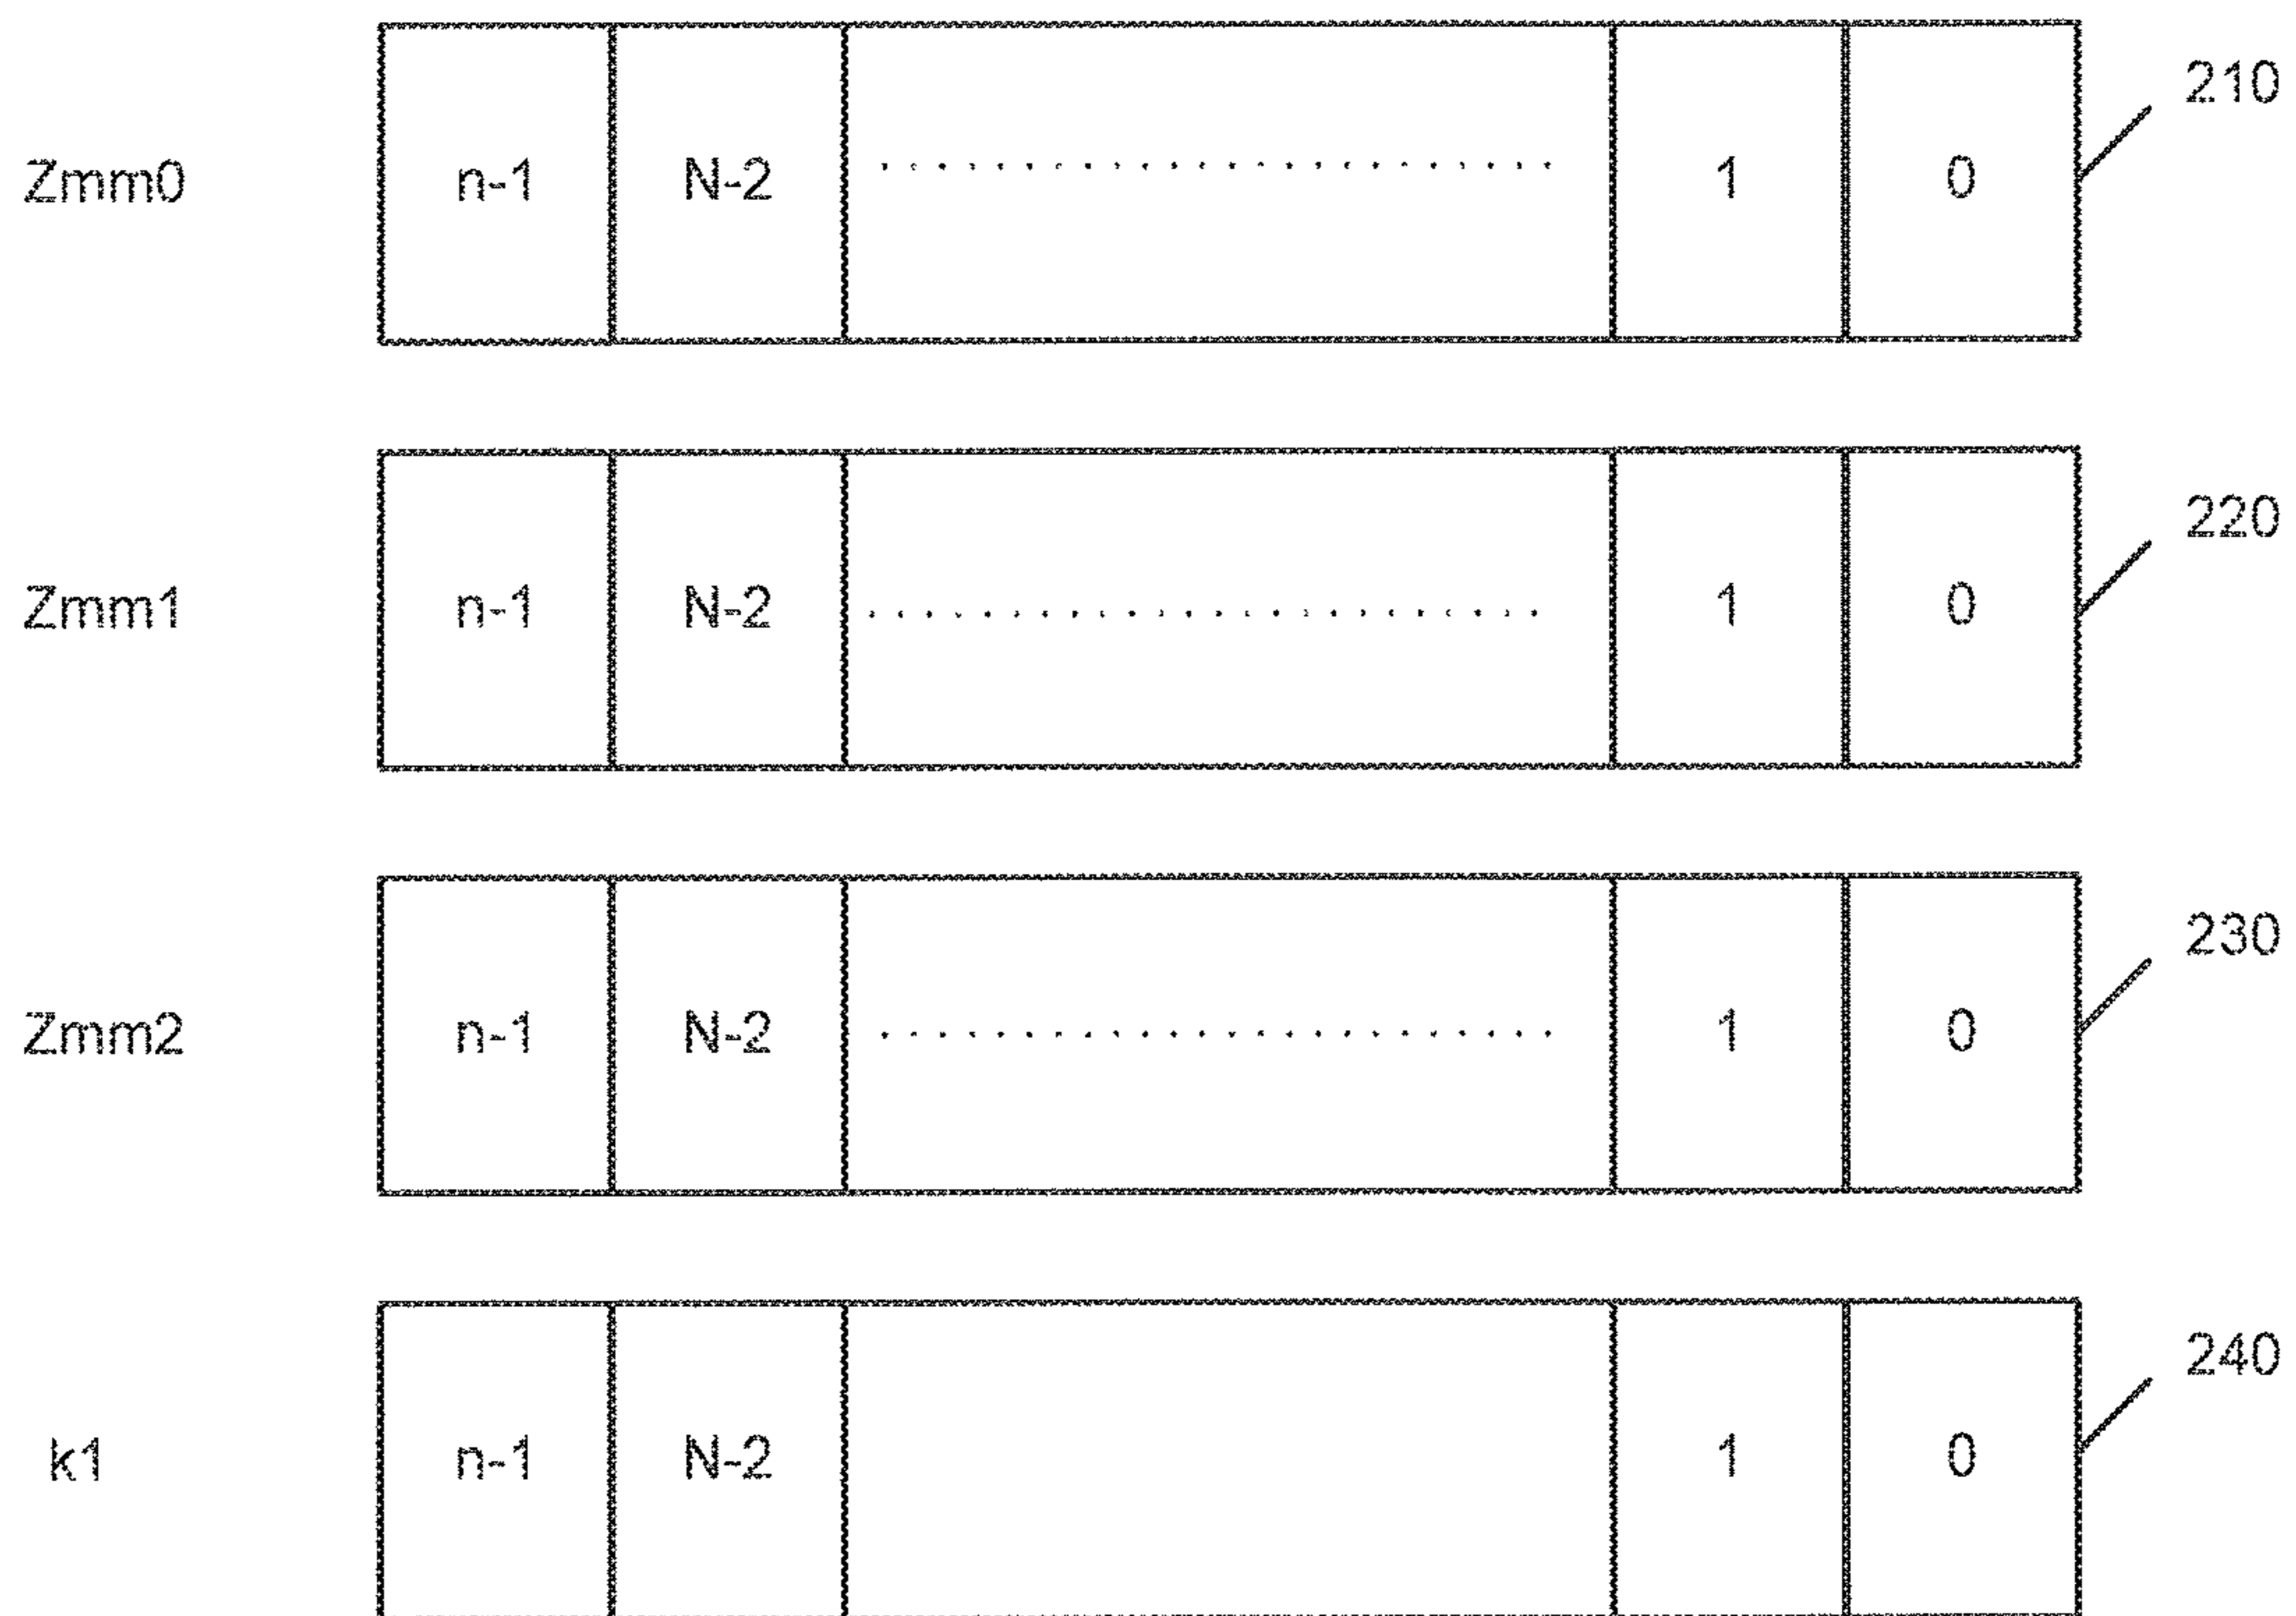 210
Zmm0 n-1 N-2 1 0
220
Zmm1 n-1 N-2 1 0
230
Zmm2 n-1 N-2 1 0
240
k1 n-1 N-2 1 0